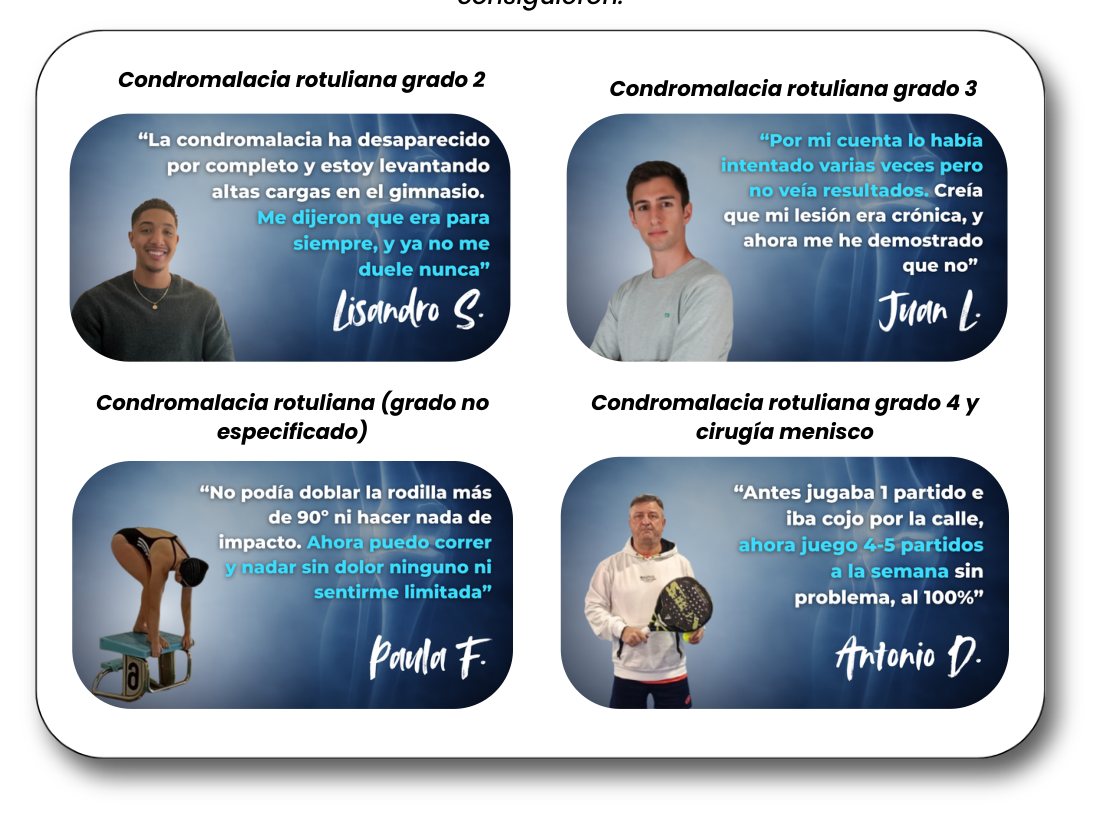 consiguieron:
Condromalacia rotuliana grado 2
“La condromalacia ha desaparecido
por completo y estoy levantando
altas cargas en el gimnasio.
Me dijeron que era para
siempre, y ya no me
duele nunca”
Lisandro S.
Condromalacia rotuliana grado 3
“Por mi cuenta lo había
intentado varias veces pero
no veía resultados. Creía
que mi lesión era crónica, y
ahora me he demostrado
que no”
Juan L.
Condromalacia rotuliana (grado no
especificado)
“No podía doblar la rodilla más
de 90º ni hacer nada de
impacto. Ahora puedo correr
y nadar sin dolor ninguno ni
sentirme limitada”
6
Paula F.
Condromalacia rotuliana grado 4 y
cirugía menisco
“Antes jugaba 1 partido e
iba cojo por la calle,
ahora juego 4-5 partidos
a la semana sin
problema, al 100%”
Antonio D.